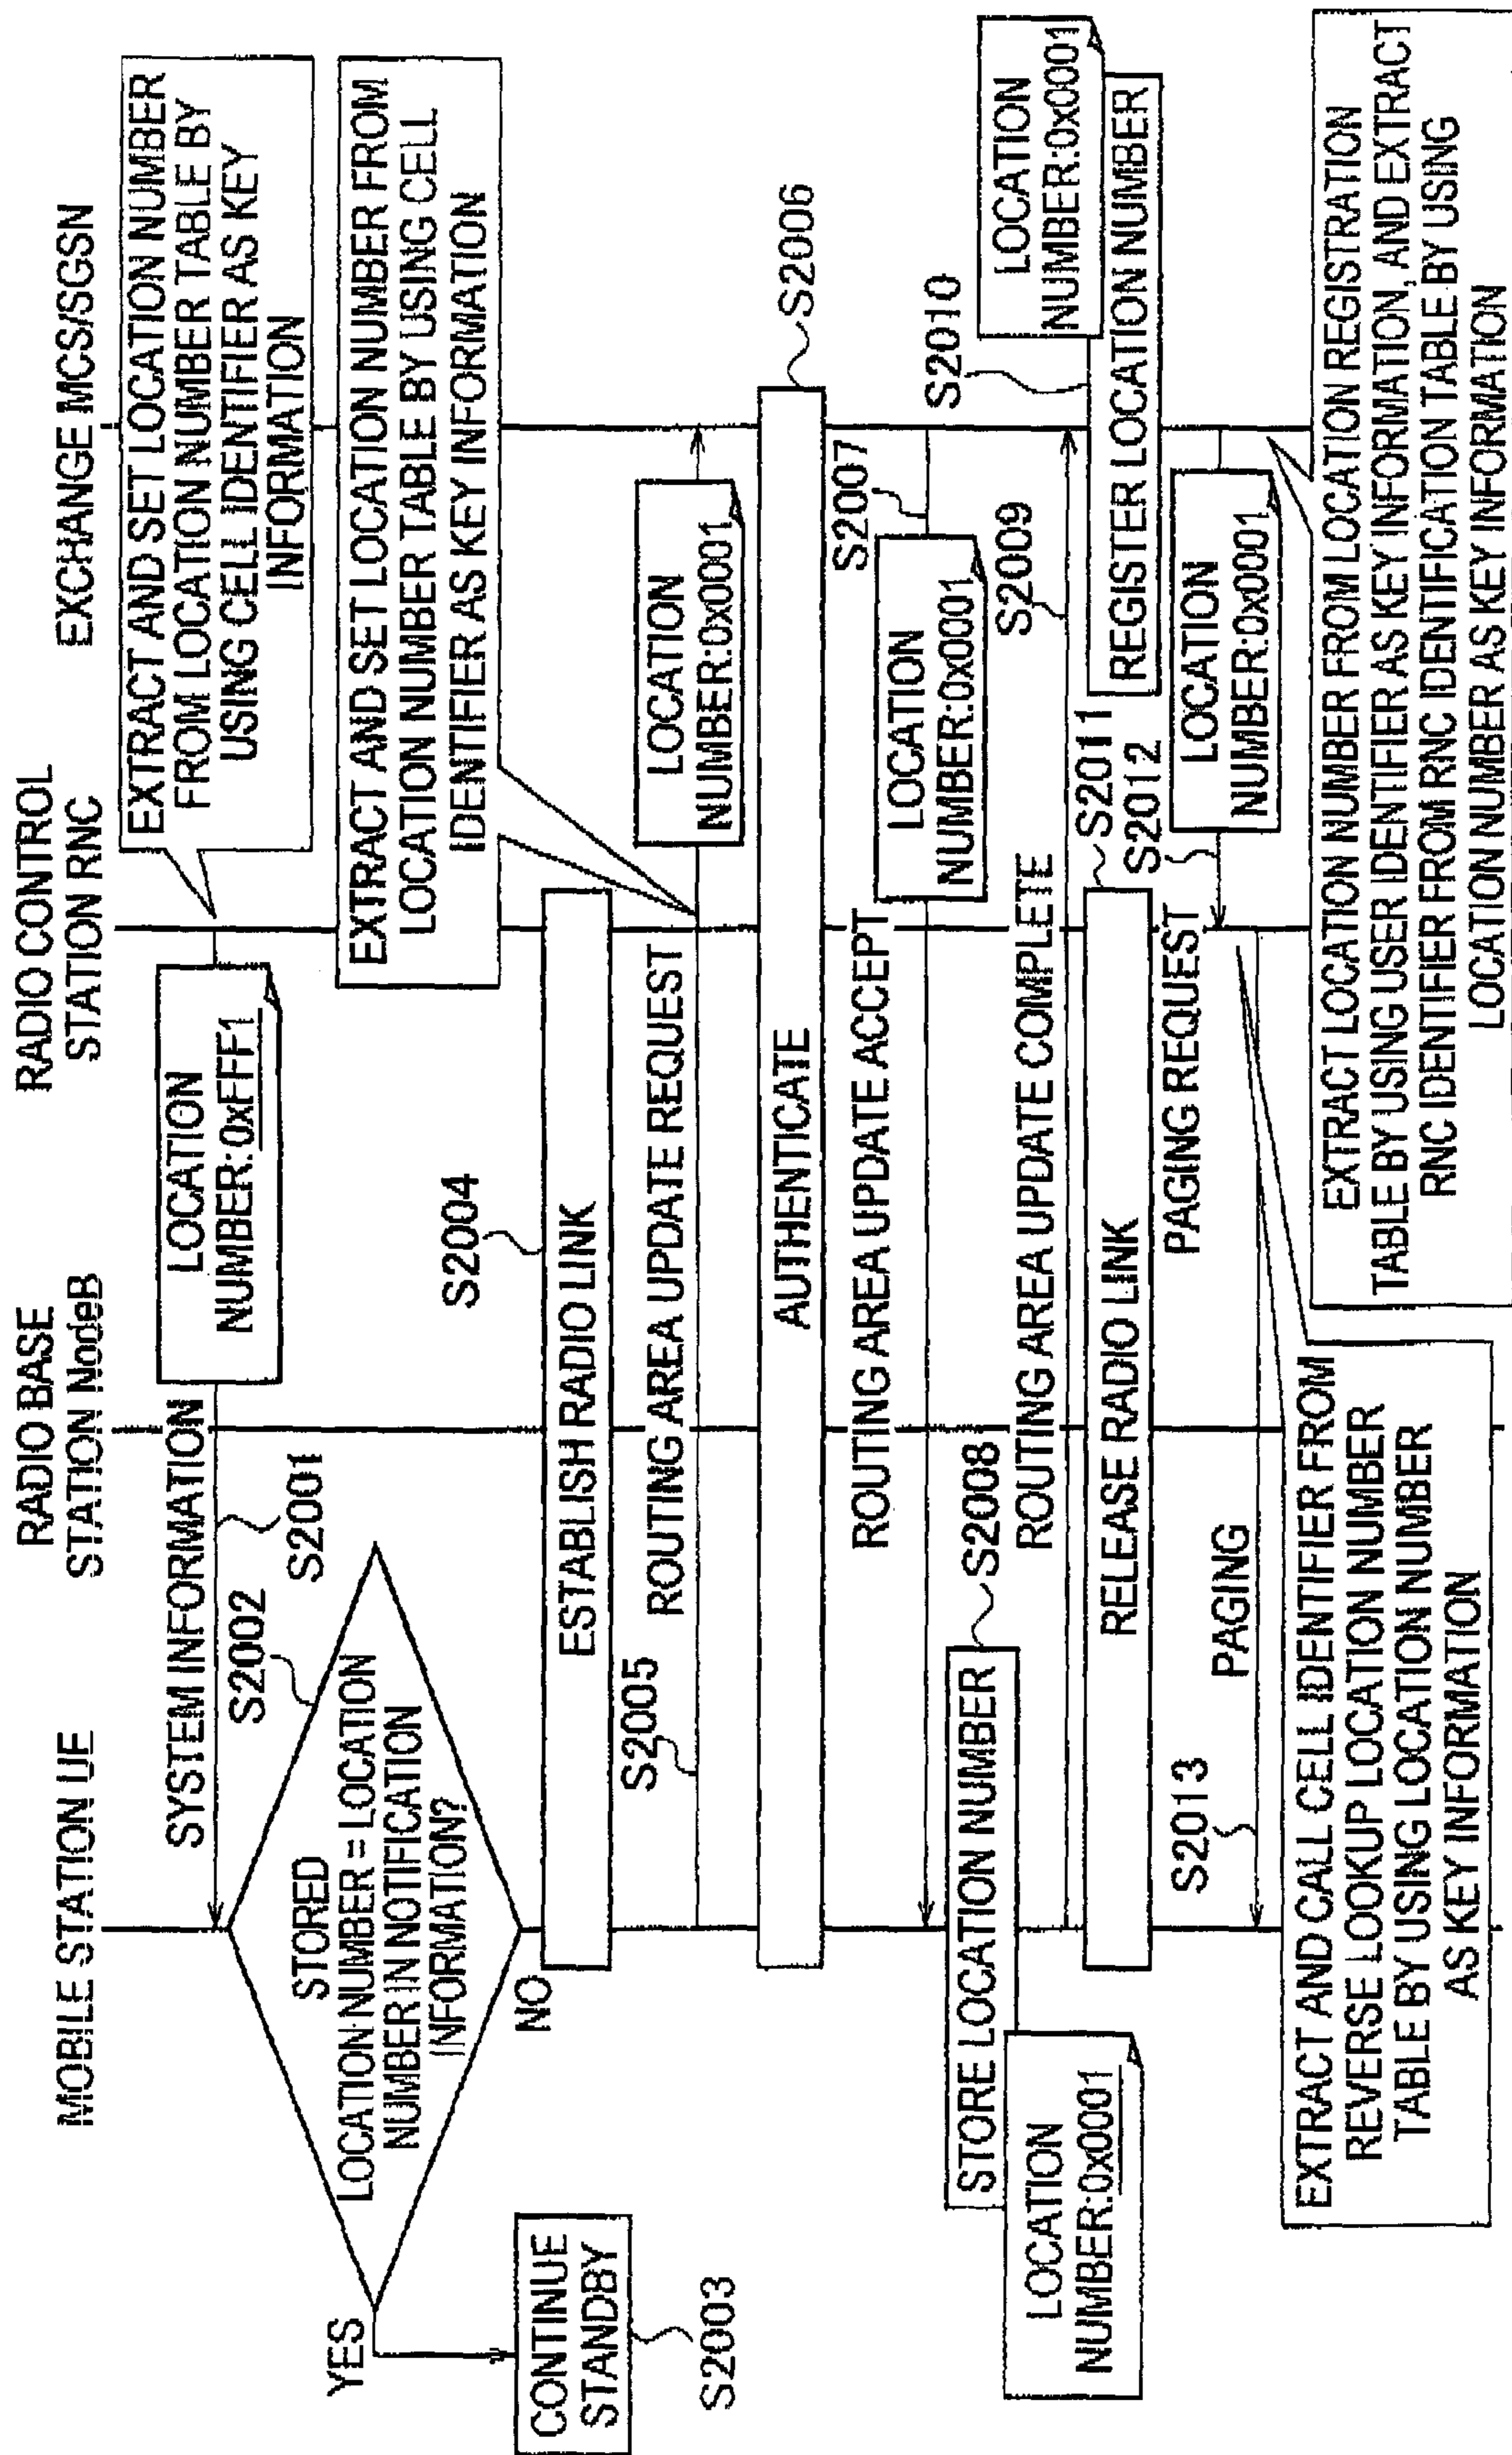 MOBILE STATION UE
RADIO BASE
STATION NodeB
RADIO CONTROL
STATION RNC
EXCHANGE MCS/SGSN
EXTRACT AND SET LOCATION NUMBER
FROM LOCATION NUMBER TABLE BY
USING CELL IDENTIFIER AS KEY
INFORMATION
SYSTEM INFORMATION
LOCATION
NUMBER:0xFFF1
S2001
S2002
STORED
LOCATION NUMBER = LOCATION
NUMBER IN NOTIFICATION
INFORMATION?
YES
NO
CONTINUE
STANDBY
S2003
EXTRACT AND SET LOCATION NUMBER FROM
LOCATION NUMBER TABLE BY USING CELL
IDENTIFIER AS KEY INFORMATION
S2004
ESTABLISH RADIO LINK
S2005
ROUTING AREA UPDATE REQUEST
LOCATION
NUMBER:0x0001
S2006
AUTHENTICATE
S2007
ROUTING AREA UPDATE ACCEPT
LOCATION
NUMBER:0x0001
STORE LOCATION NUMBER
S2008
LOCATION
NUMBER:0x0001
ROUTING AREA UPDATE COMPLETE
S2009
S2010
LOCATION
NUMBER:0x0001
REGISTER LOCATION NUMBER
RELEASE RADIO LINK
S2011
S2012
PAGING REQUEST
LOCATION
NUMBER:0x0001
S2013
PAGING
EXTRACT AND CALL CELL IDENTIFIER FROM
REVERSE LOOKUP LOCATION NUMBER
TABLE BY USING LOCATION NUMBER
AS KEY INFORMATION
EXTRACT LOCATION NUMBER FROM LOCATION REGISTRATION
TABLE BY USING USER IDENTIFIER AS KEY INFORMATION, AND EXTRACT
RNC IDENTIFIER FROM RNC IDENTIFICATION TABLE BY USING
LOCATION NUMBER AS KEY INFORMATION